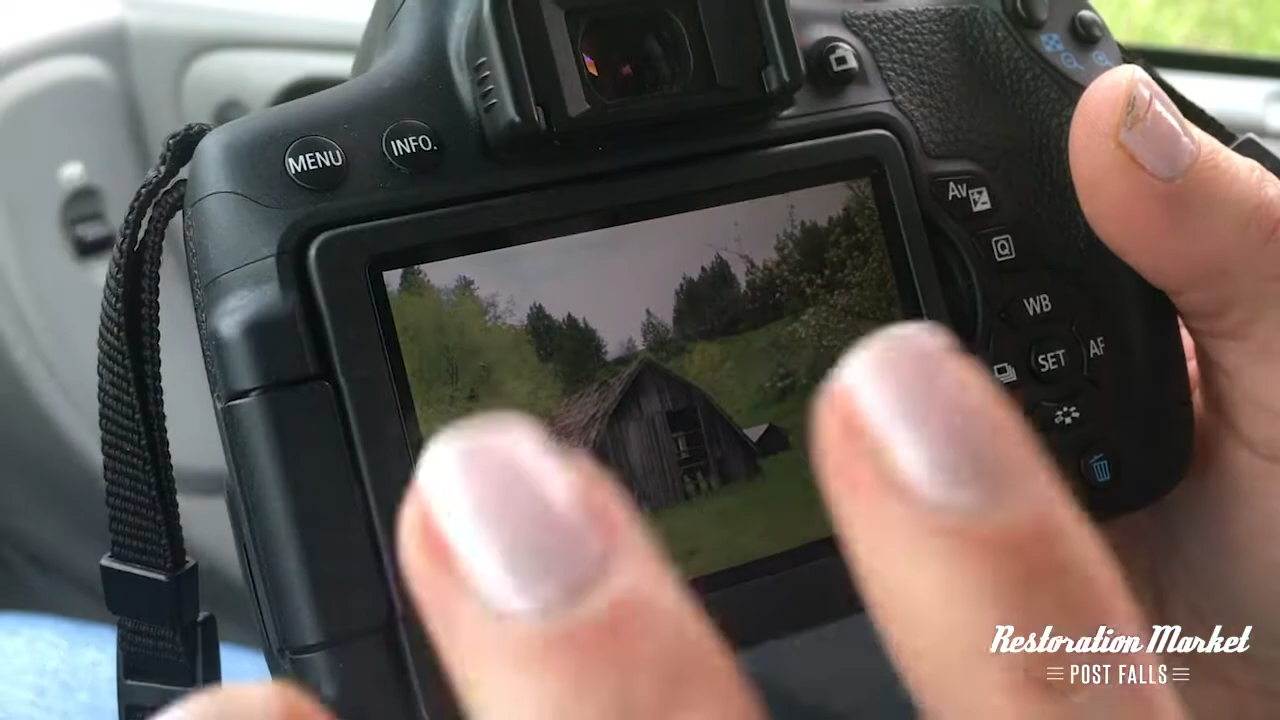 MENU
INFO.
Av
Q
WB
AF
SET
Restoration Market
POST FALLS